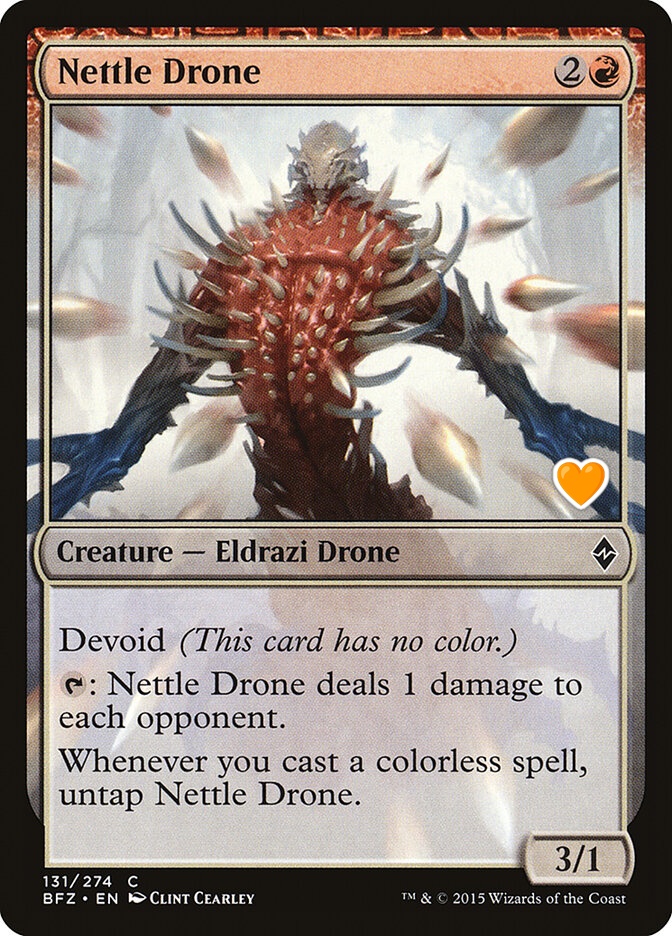 Nettle Drone 2
Creature — Eldrazi Drone
Devoid (This card has no color.)
: Nettle Drone deals 1 damage to
each opponent.
Whenever you cast a colorless spell,
untap Nettle Drone.
3/1
131/274 C
BFZ • EN Clint Cearley
™ & © 2015 Wizards of the Coast